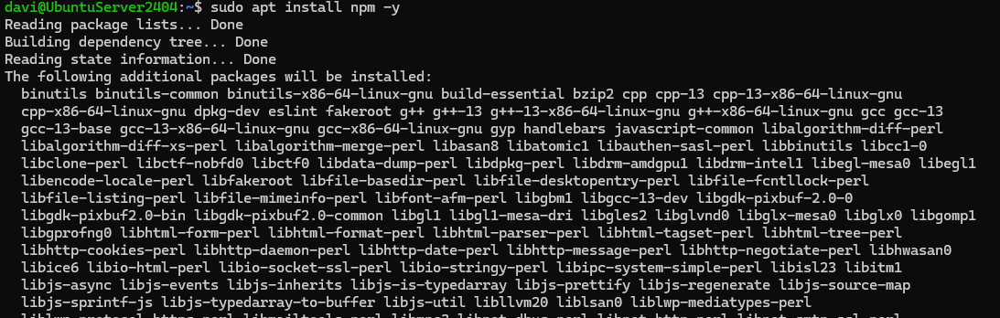 davi@UbuntuServer2404:~$ sudo apt install npm -y
Reading package lists... Done
Building dependency tree... Done
Reading state information... Done
The following additional packages will be installed:
  binutils binutils-common binutils-x86-64-linux-gnu build-essential bzip2 cpp cpp-13 cpp-13-x86-64-linux-gnu
  cpp-x86-64-linux-gnu dpkg-dev eslint fakeroot g++ g++-13 g++-13-x86-64-linux-gnu g++-x86-64-linux-gnu gcc gcc-13
  gcc-13-base gcc-13-x86-64-linux-gnu gcc-x86-64-linux-gnu gyp handlebars javascript-common libalgorithm-diff-perl
  libalgorithm-diff-xs-perl libalgorithm-merge-perl libasan8 libatomic1 libauthen-sasl-perl libbinutils libcc1-0
  libclone-perl libctf-nobfd0 libctf0 libdata-dump-perl libdpkg-perl libdrm-amdgpu1 libdrm-intel1 libegl-mesa0 libegl1
  libencode-locale-perl libfakeroot libfile-basedir-perl libfile-desktopentry-perl libfile-fcntllock-perl
  libfile-listing-perl libfile-mimeinfo-perl libfont-afm-perl libgbm1 libgcc-13-dev libgdk-pixbuf-2.0-0
  libgdk-pixbuf2.0-bin libgdk-pixbuf2.0-common libgl1 libgl1-mesa-dri libgles2 libglvnd0 libglx-mesa0 libglx0 libgomp1
  libgprofng0 libhtml-form-perl libhtml-format-perl libhtml-parser-perl libhtml-tagset-perl libhtml-tree-perl
  libhttp-cookies-perl libhttp-daemon-perl libhttp-date-perl libhttp-message-perl libhttp-negotiate-perl libhwasan0
  libice6 libio-html-perl libio-socket-ssl-perl libio-stringy-perl libipc-system-simple-perl libisl23 libitm1
  libjs-async libjs-events libjs-inherits libjs-is-typedarray libjs-prettify libjs-regenerate libjs-source-map
  libjs-sprintf-js libjs-typedarray-to-buffer libjs-util libllvm20 liblsan0 liblwp-mediatypes-perl